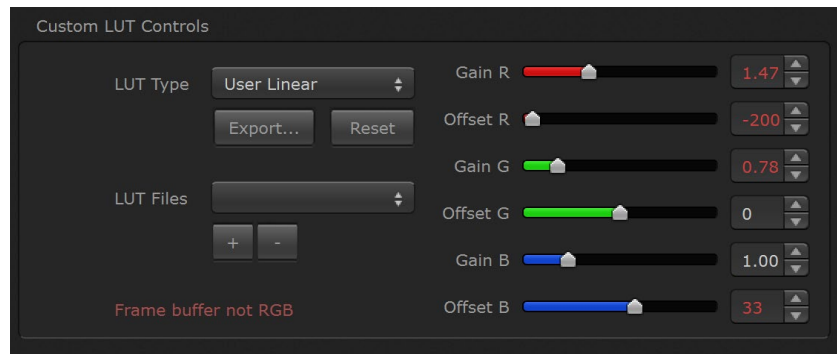 Custom LUT Controls
LUT Type User Linear
Export... Reset
LUT Files
+ -
Frame buffer not RGB
Gain R 1.47
Offset R -200
Gain G 0.78
Offset G 0
Gain B 1.00
Offset B 33